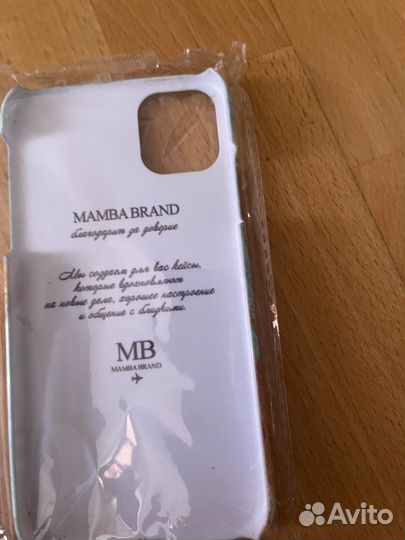 MAMBA BRAND
благодарит за доверие
Мы создаем для вас кейсы,
которые вдохновляют
на новые дела, хорошее настроение
и общение с близкими.
MB
MAMBA BRAND
Avito